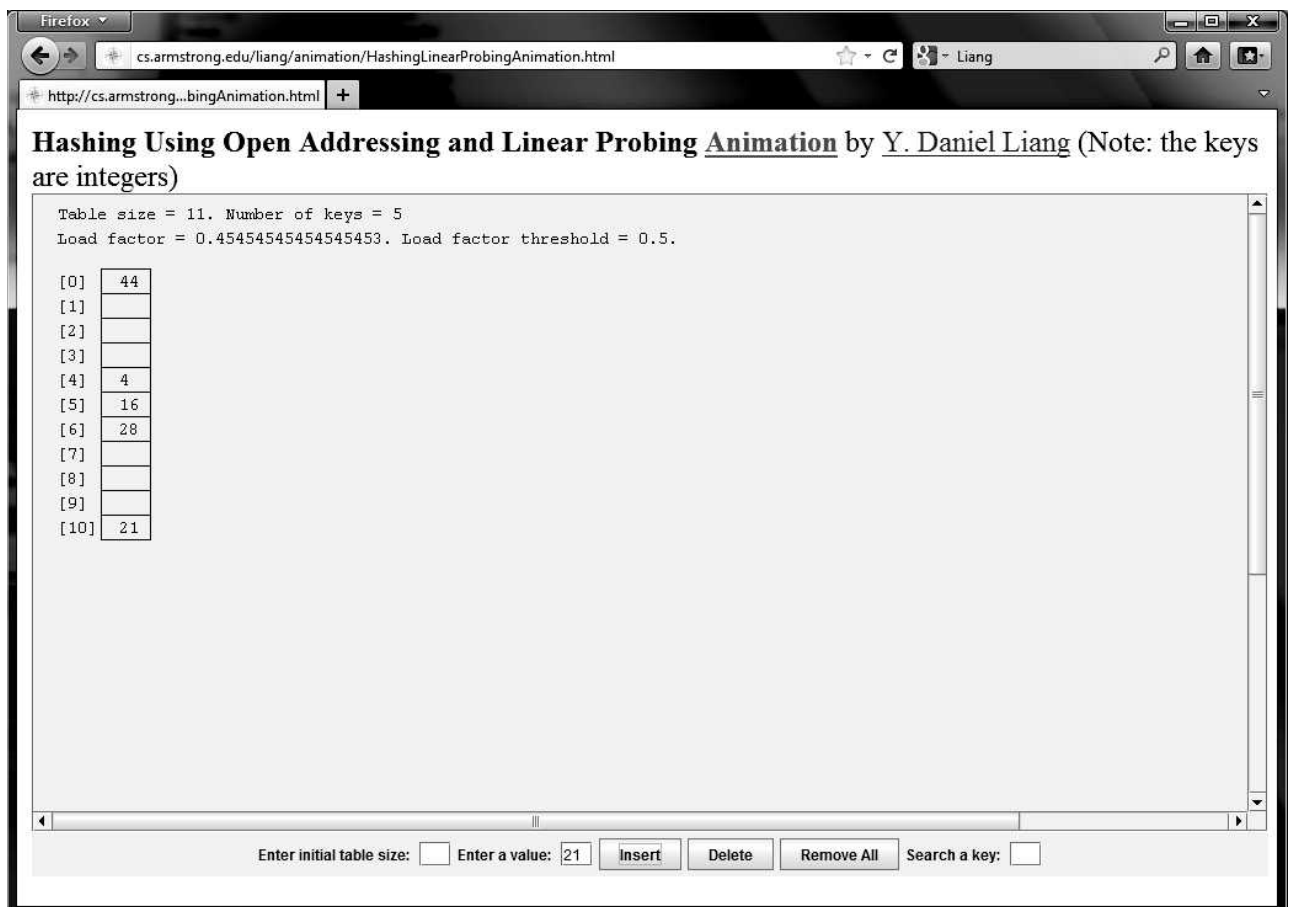 Firefox
cs.armstrong.edu/liang/animation/HashingLinearProbingAnimation.html
Liang
http://cs.armstrong...bingAnimation.html +
Hashing Using Open Addressing and Linear Probing Animation by Y. Daniel Liang (Note: the keys
are integers)
Table size = 11. Number of keys = 5
Load factor = 0.45454545454545453. Load factor threshold = 0.5.
[0] 44
[1]
[2]
[3]
[4] 4
[5] 16
[6] 28
[7]
[8]
[9]
[10] 21
Enter initial table size: Enter a value: 21 Insert Delete Remove All Search a key: